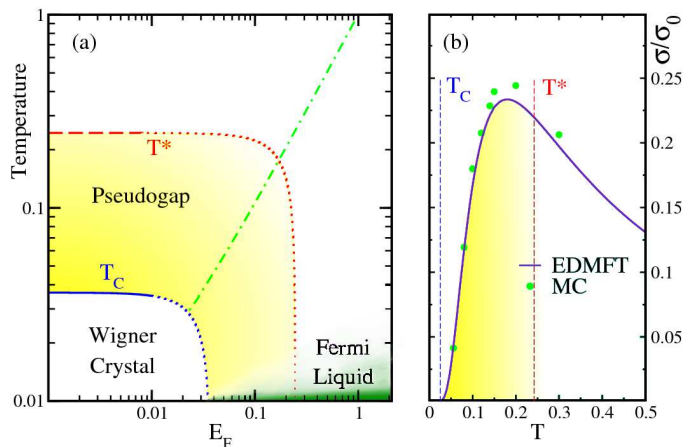 (a)
1
0.1
0.01
Temperature
T*
Pseudogap
T_C
Wigner
Crystal
Fermi
Liquid
0.01
0.1
1
E_F
(b)
σ/σ_0
T_C
T*
0.25
0.2
0.15
0.1
0.05
0
EDMFT
MC
0
0.1
0.2
0.3
0.4
0.5
T